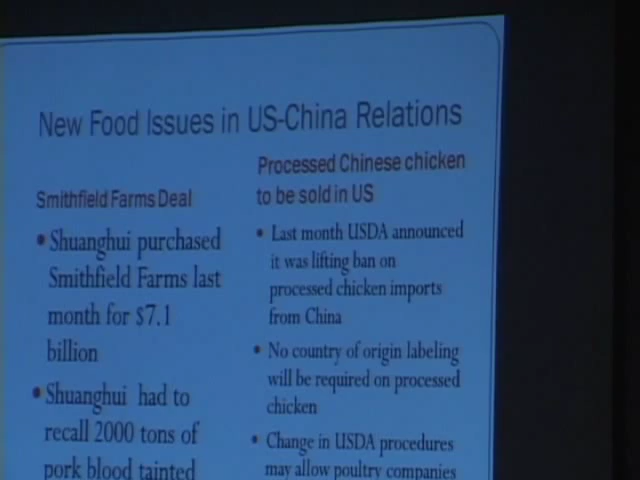 New Food Issues in US-China Relations
Smithfield Farms Deal
• Shuanghui purchased
Smithfield Farms last
month for $7.1
billion
• Shuanghui had to
recall 2000 tons of
pork blood tainted
Processed Chinese chicken
to be sold in US
• Last month USDA announced
it was lifting ban on
processed chicken imports
from China
• No country of origin labeling
will be required on processed
chicken
• Change in USDA procedures
may allow poultry companies